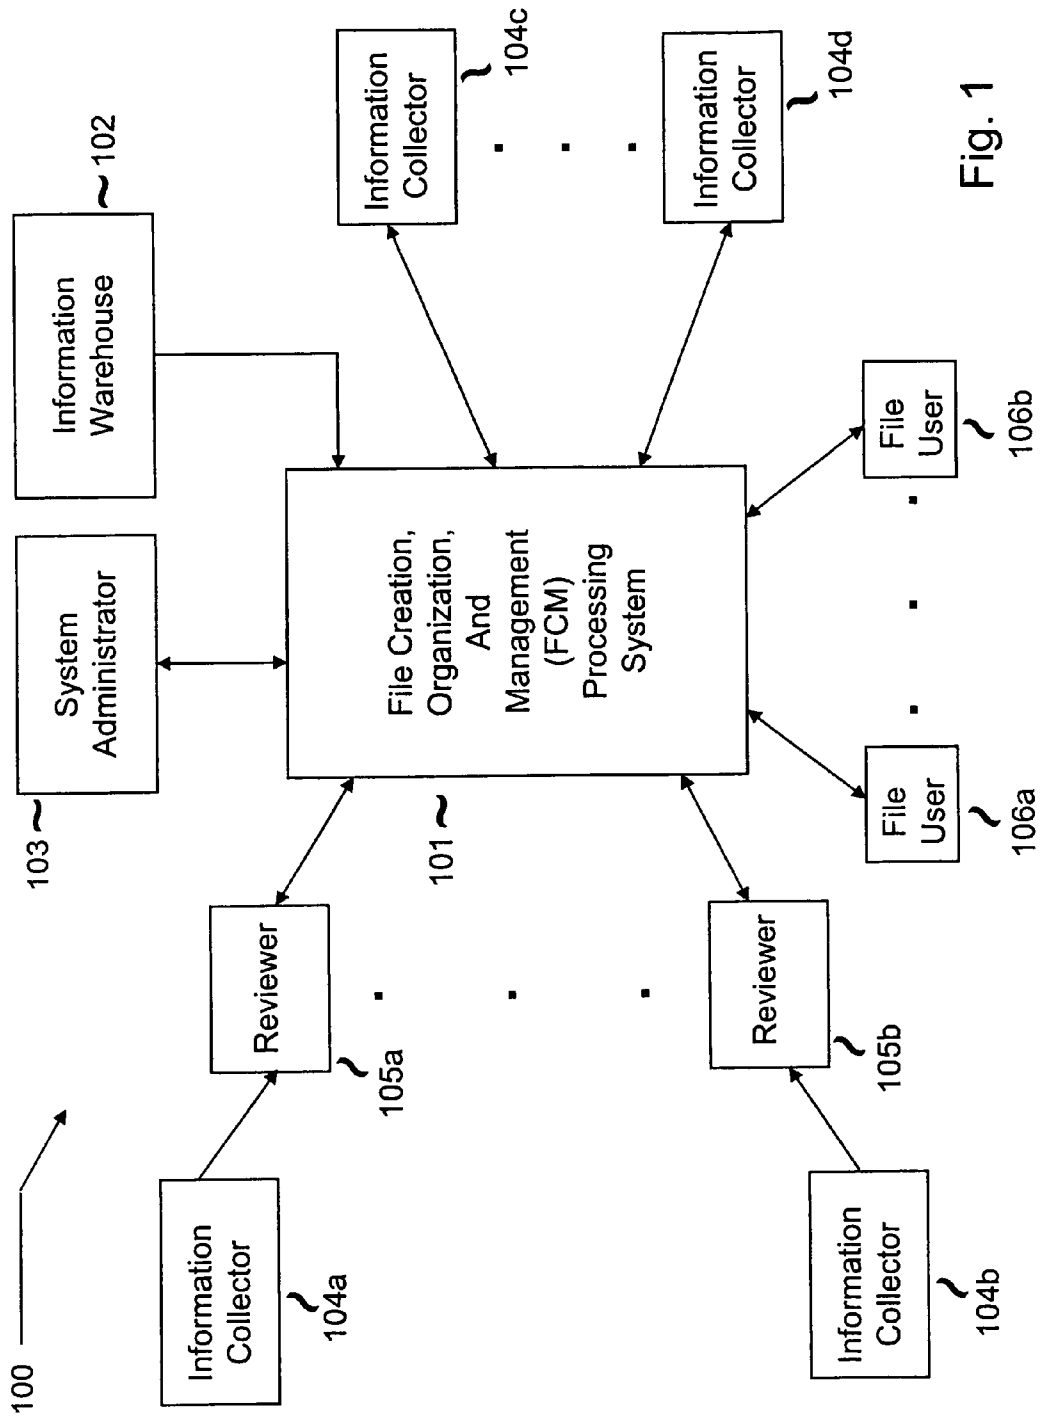 100
103
System
Administrator
Information
Warehouse
102
Information
Collector
104a
Reviewer
105a
101
File Creation,
Organization,
And
Management
(FCM)
Processing
System
Information
Collector
104c
Information
Collector
104b
Reviewer
105b
Information
Collector
104d
File
User
106a
File
User
106b
Fig. 1